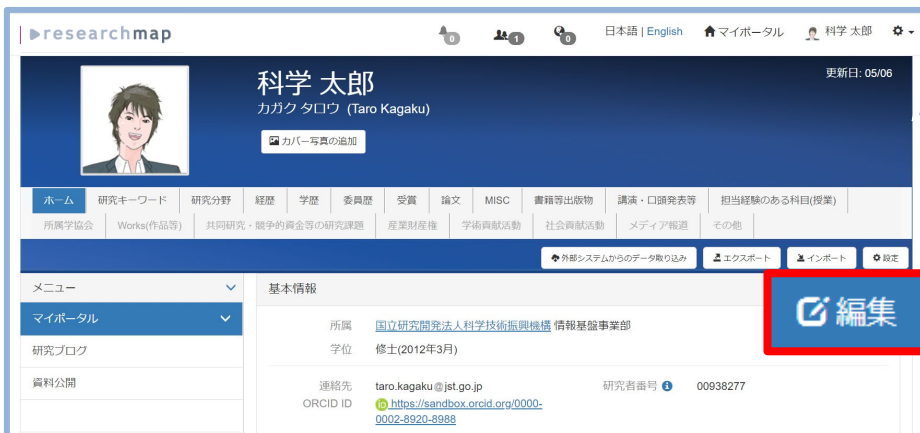 researchmap 0 1 0 日本語 | English マイポータル 科学 太郎
更新日: 05/06
科学 太郎
カガク タロウ (Taro Kagaku)
カバー写真の追加
ホーム 研究キーワード 研究分野 経歴 学歴 委員歴 受賞 論文 MISC 書籍等出版物 講演・口頭発表等 担当経験のある科目(授業)
所属学協会 Works(作品等) 共同研究・競争的資金等の研究課題 産業財産権 学術貢献活動 社会貢献活動 メディア報道 その他
外部システムからのデータ取り込み エクスポート インポート 設定
メニュー
マイポータル
研究ブログ
資料公開
基本情報
編集
所属 国立研究開発法人科学技術振興機構 情報基盤事業部
学位 修士(2012年3月)
連絡先 taro.kagaku@jst.go.jp 研究者番号 00938277
ORCID ID https://sandbox.orcid.org/0000-
0002-8920-8988